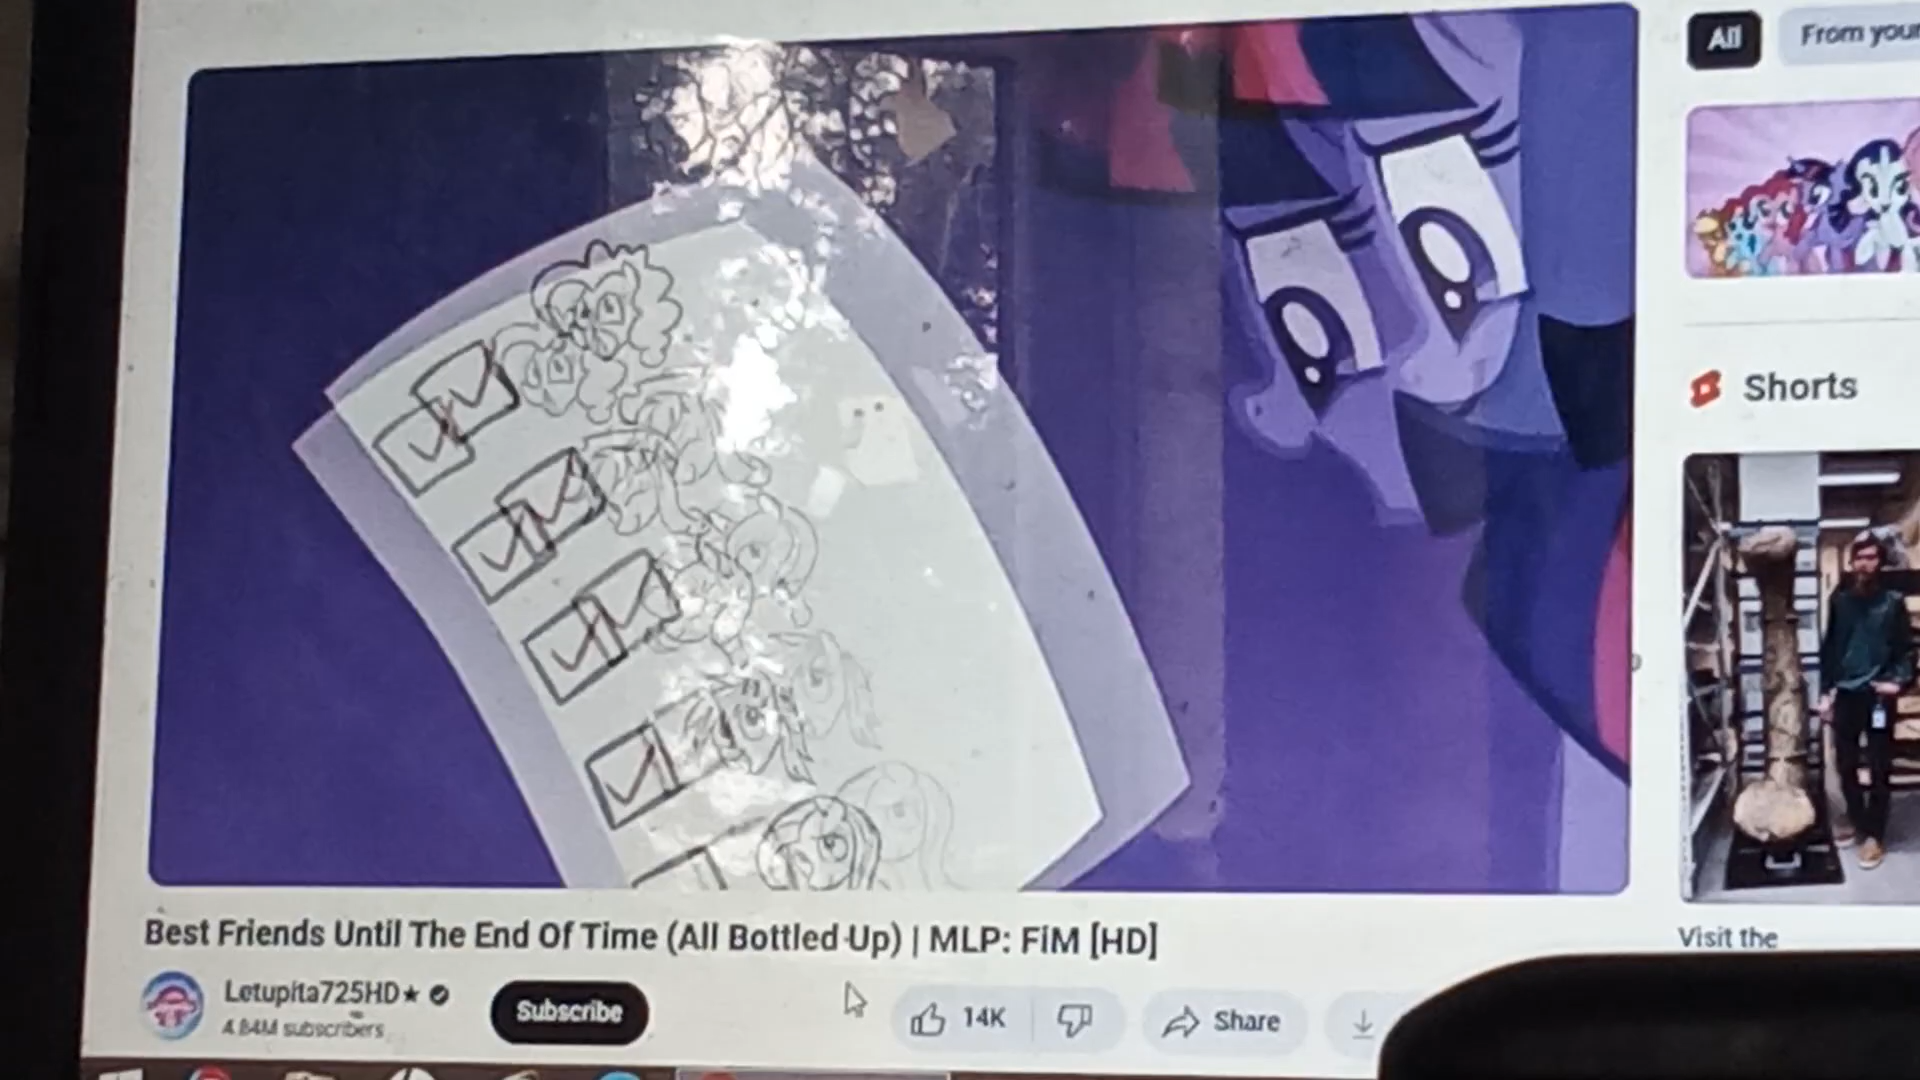 All
From your
Shorts
Best Friends Until The End Of Time (All Bottled Up) | MLP: FiM [HD]
Letupita725HD★
4.84M subscribers
Subscribe
14K
Share
Visit the